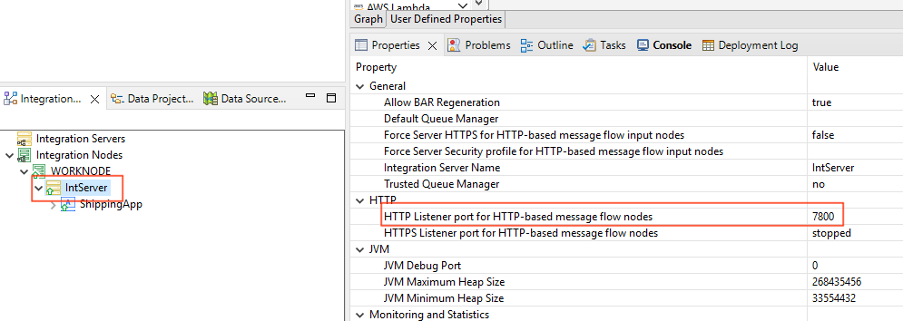 AWS Lambda
Graph User Defined Properties
Properties Problems Outline Tasks Console Deployment Log
Property Value
General
Allow BAR Regeneration true
Default Queue Manager
Force Server HTTPS for HTTP-based message flow input nodes false
Force Server Security profile for HTTP-based message flow input nodes
Integration Server Name IntServer
Trusted Queue Manager no
HTTP
HTTP Listener port for HTTP-based message flow nodes 7800
HTTPS Listener port for HTTP-based message flow nodes stopped
JVM
JVM Debug Port 0
JVM Maximum Heap Size 268435456
JVM Minimum Heap Size 33554432
Monitoring and Statistics
Integration... Data Project... Data Source...
Integration Servers
Integration Nodes
WORKNODE
IntServer
ShippingApp